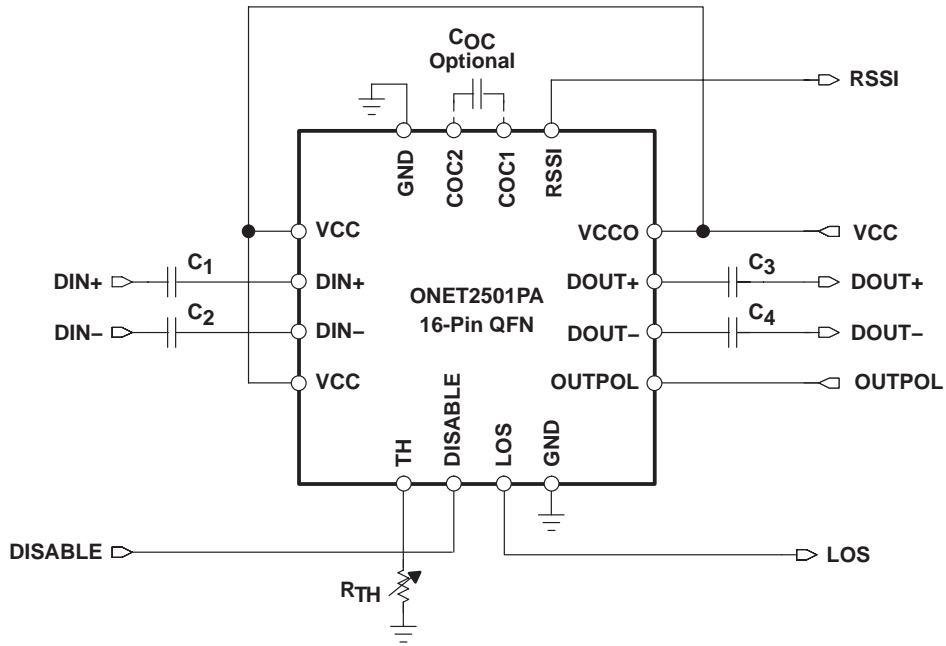 COC
Optional
RSSI
GND
COC2
COC1
RSSI
VCC
VCCO
VCC
DIN+
C1
DIN+
DOUT+
C3
DOUT+
ONET2501PA
16-Pin QFN
DIN–
C2
DIN–
DOUT–
C4
DOUT–
VCC
OUTPOL
OUTPOL
TH
DISABLE
LOS
GND
DISABLE
LOS
RTH